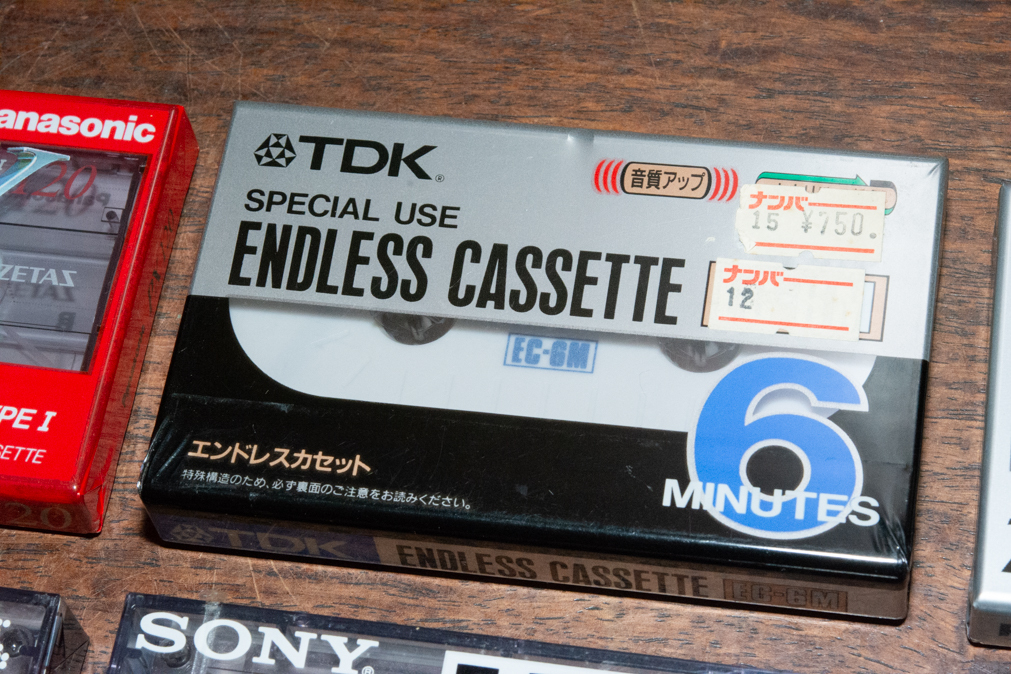 Panasonic
120
ZETAS
TYPE I
120
TDK®
SPECIAL USE
ENDLESS CASSETTE
音質アップ
ナンバー
15 ¥750.
ナンバー
12
EC-6M
6
MINUTES
エンドレスカセット
特殊構造のため、必ず裏面のご注意をお読みください。
TDK
ENDLESS CASSETTE EC-6M
SONY®